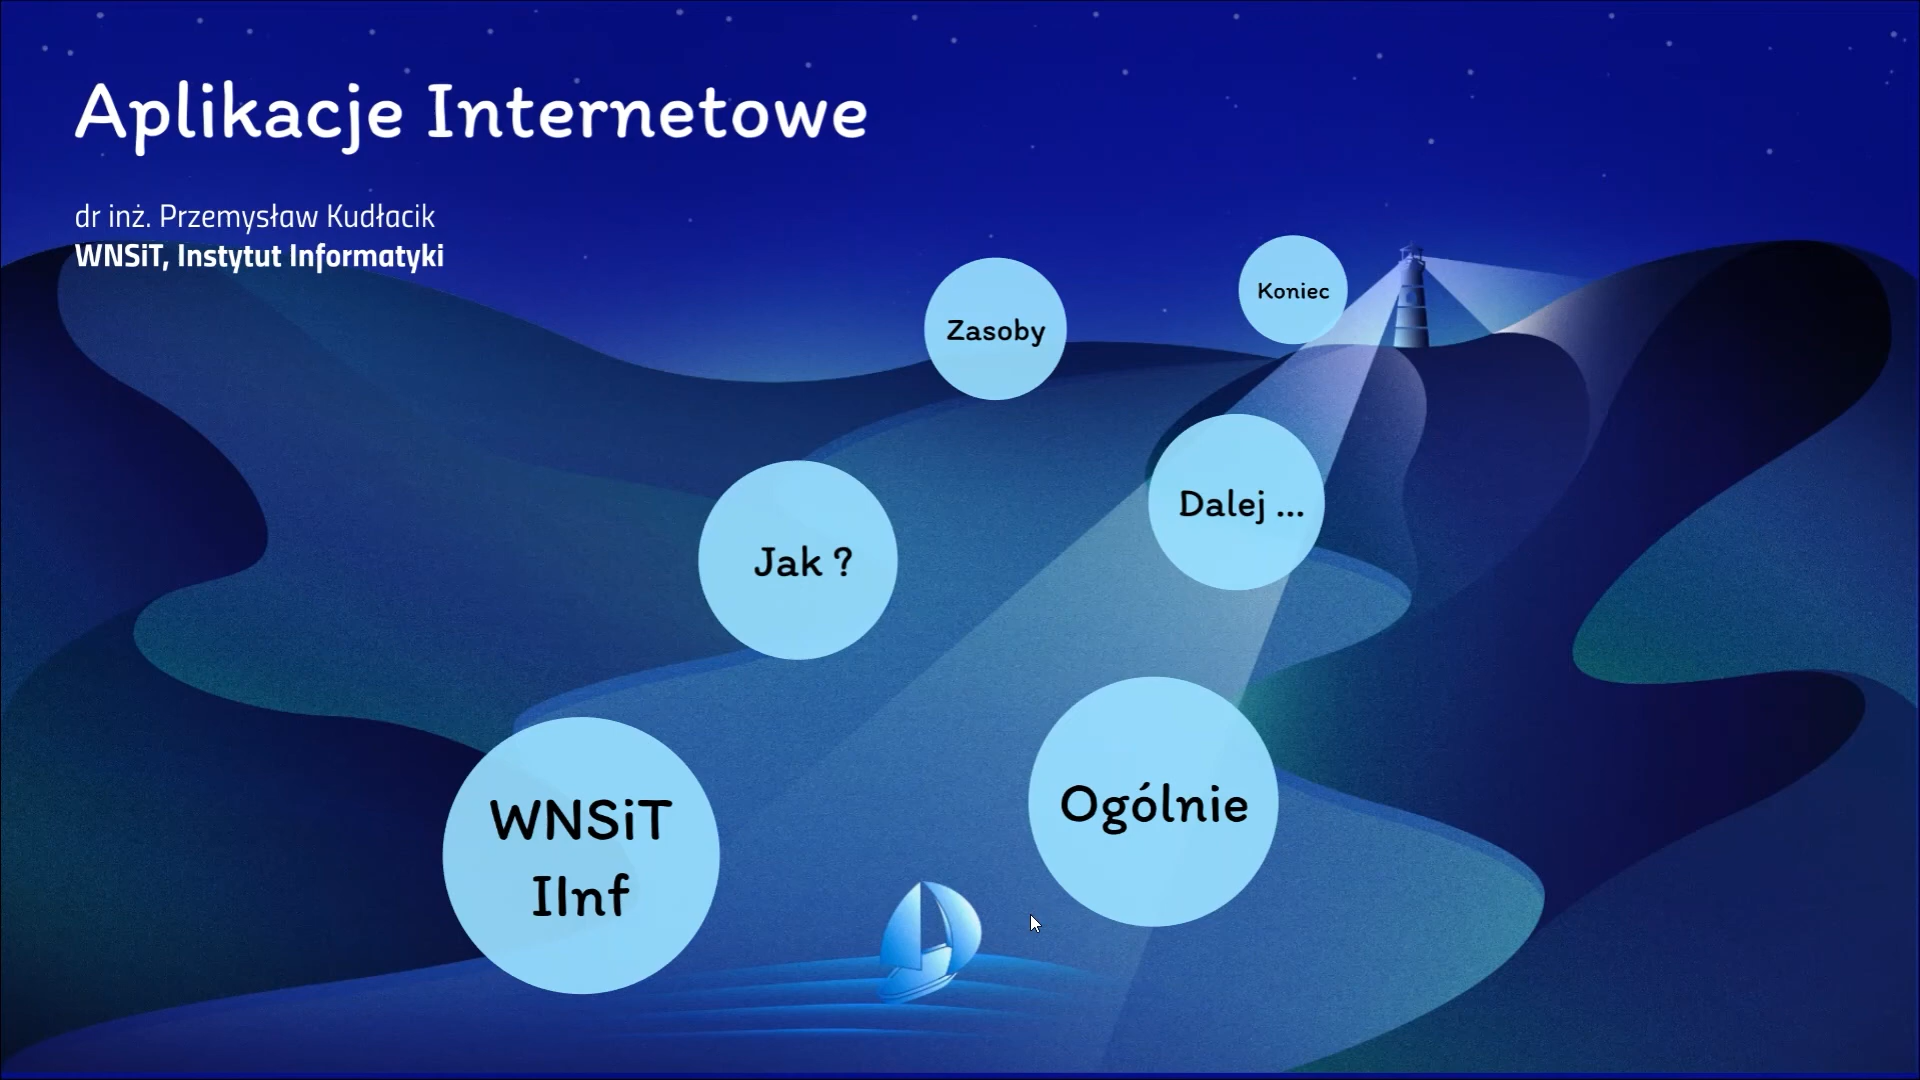 Aplikacje Internetowe
dr inż. Przemysław Kudłacik
WNSiT, Instytut Informatyki
Koniec
Zasoby
Dalej ...
Jak ?
Ogólnie
WNSiT
IInf